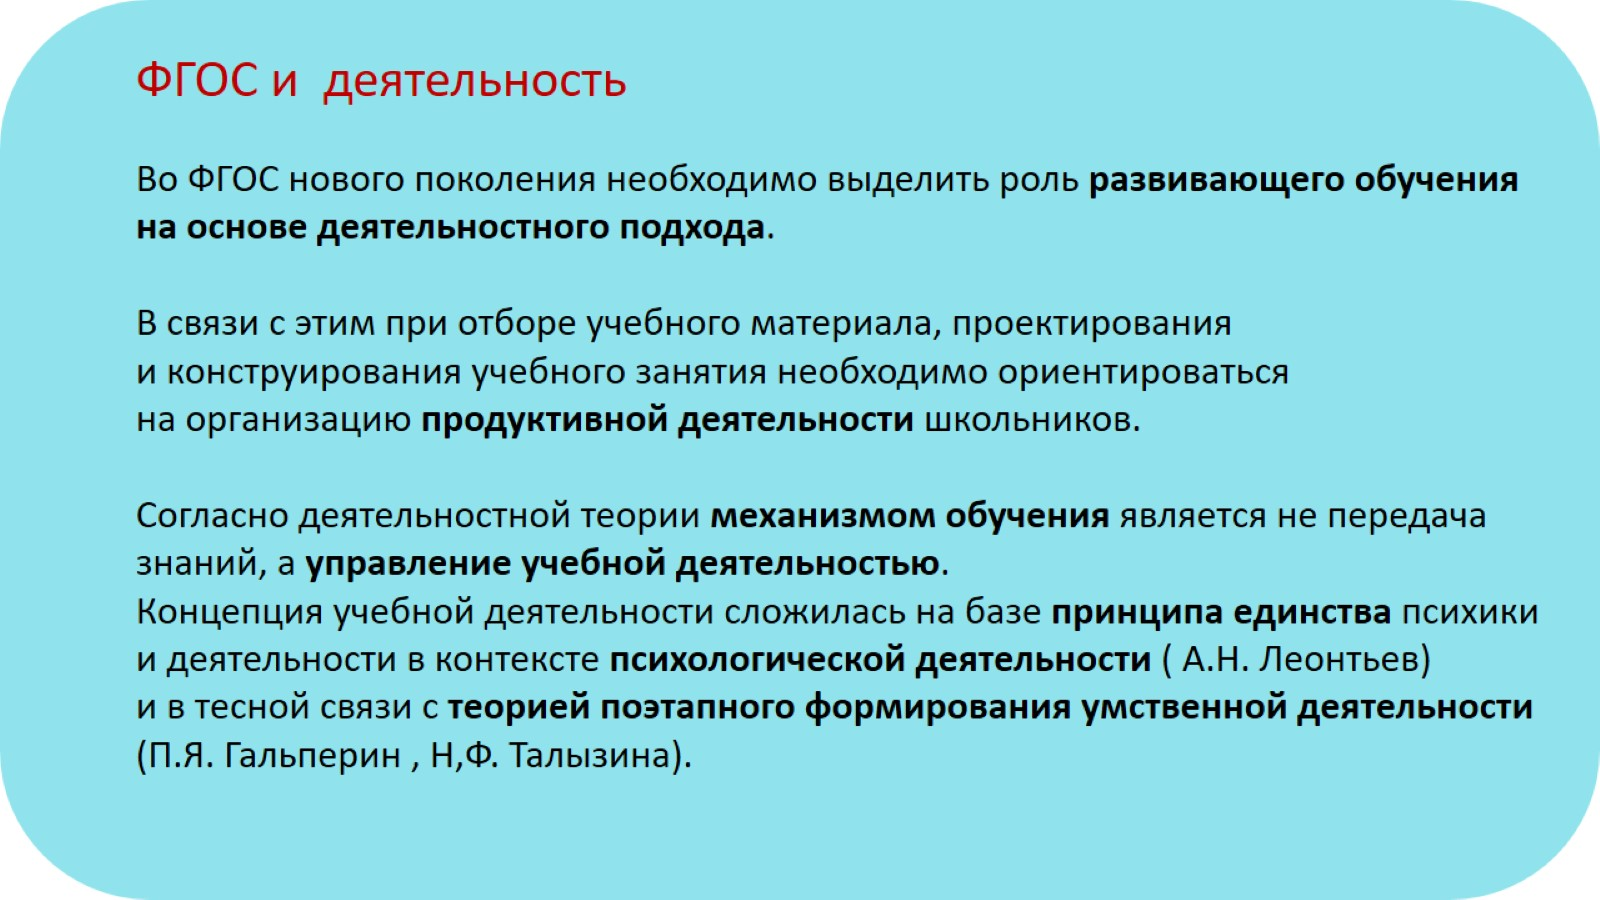 ФГОС и  деятельность
Во ФГОС нового поколения необходимо выделить роль развивающего обучения
на основе деятельностного подхода.
В связи с этим при отборе учебного материала, проектирования
и конструирования учебного занятия необходимо ориентироваться
на организацию продуктивной деятельности школьников.
Согласно деятельностной теории механизмом обучения является не передача
знаний, а управление учебной деятельностью.
Концепция учебной деятельности сложилась на базе принципа единства психики
и деятельности в контексте психологической деятельности ( А.Н. Леонтьев)
и в тесной связи с теорией поэтапного формирования умственной деятельности
(П.Я. Гальперин , Н,Ф. Талызина).